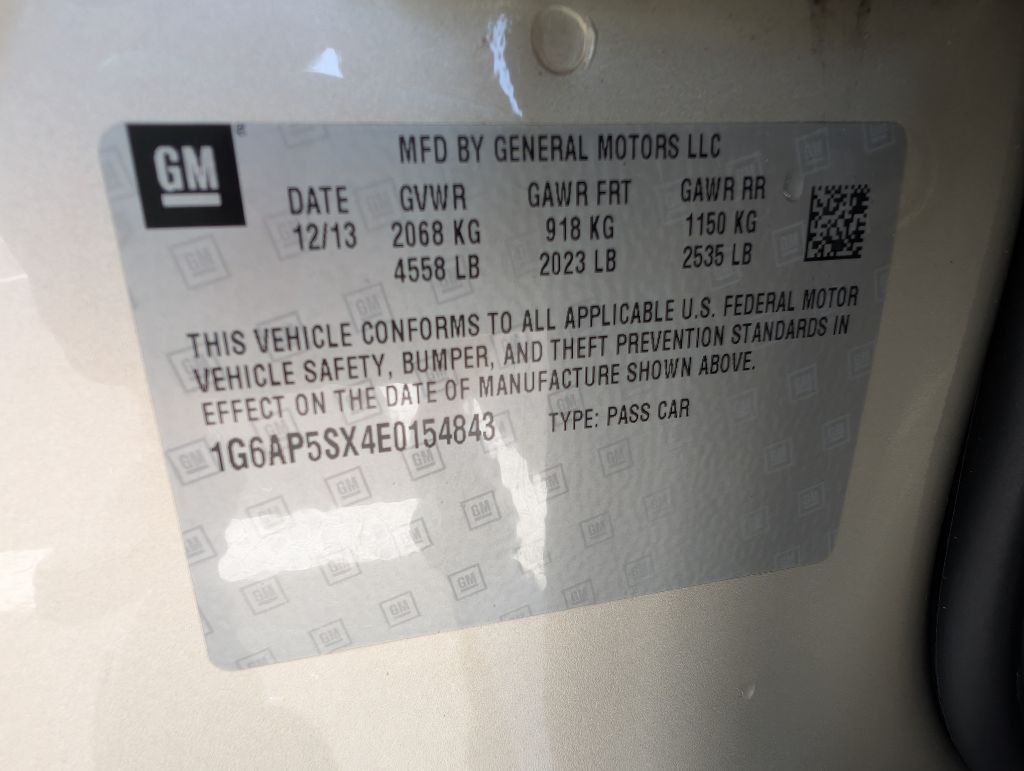 GM
MFD BY GENERAL MOTORS LLC
DATE GVWR GAWR FRT GAWR RR
12/13 2068 KG 918 KG 1150 KG
4558 LB 2023 LB 2535 LB
THIS VEHICLE CONFORMS TO ALL APPLICABLE U.S. FEDERAL MOTOR
VEHICLE SAFETY, BUMPER, AND THEFT PREVENTION STANDARDS IN
EFFECT ON THE DATE OF MANUFACTURE SHOWN ABOVE.
1G6AP5SX4E0154843 TYPE: PASS CAR